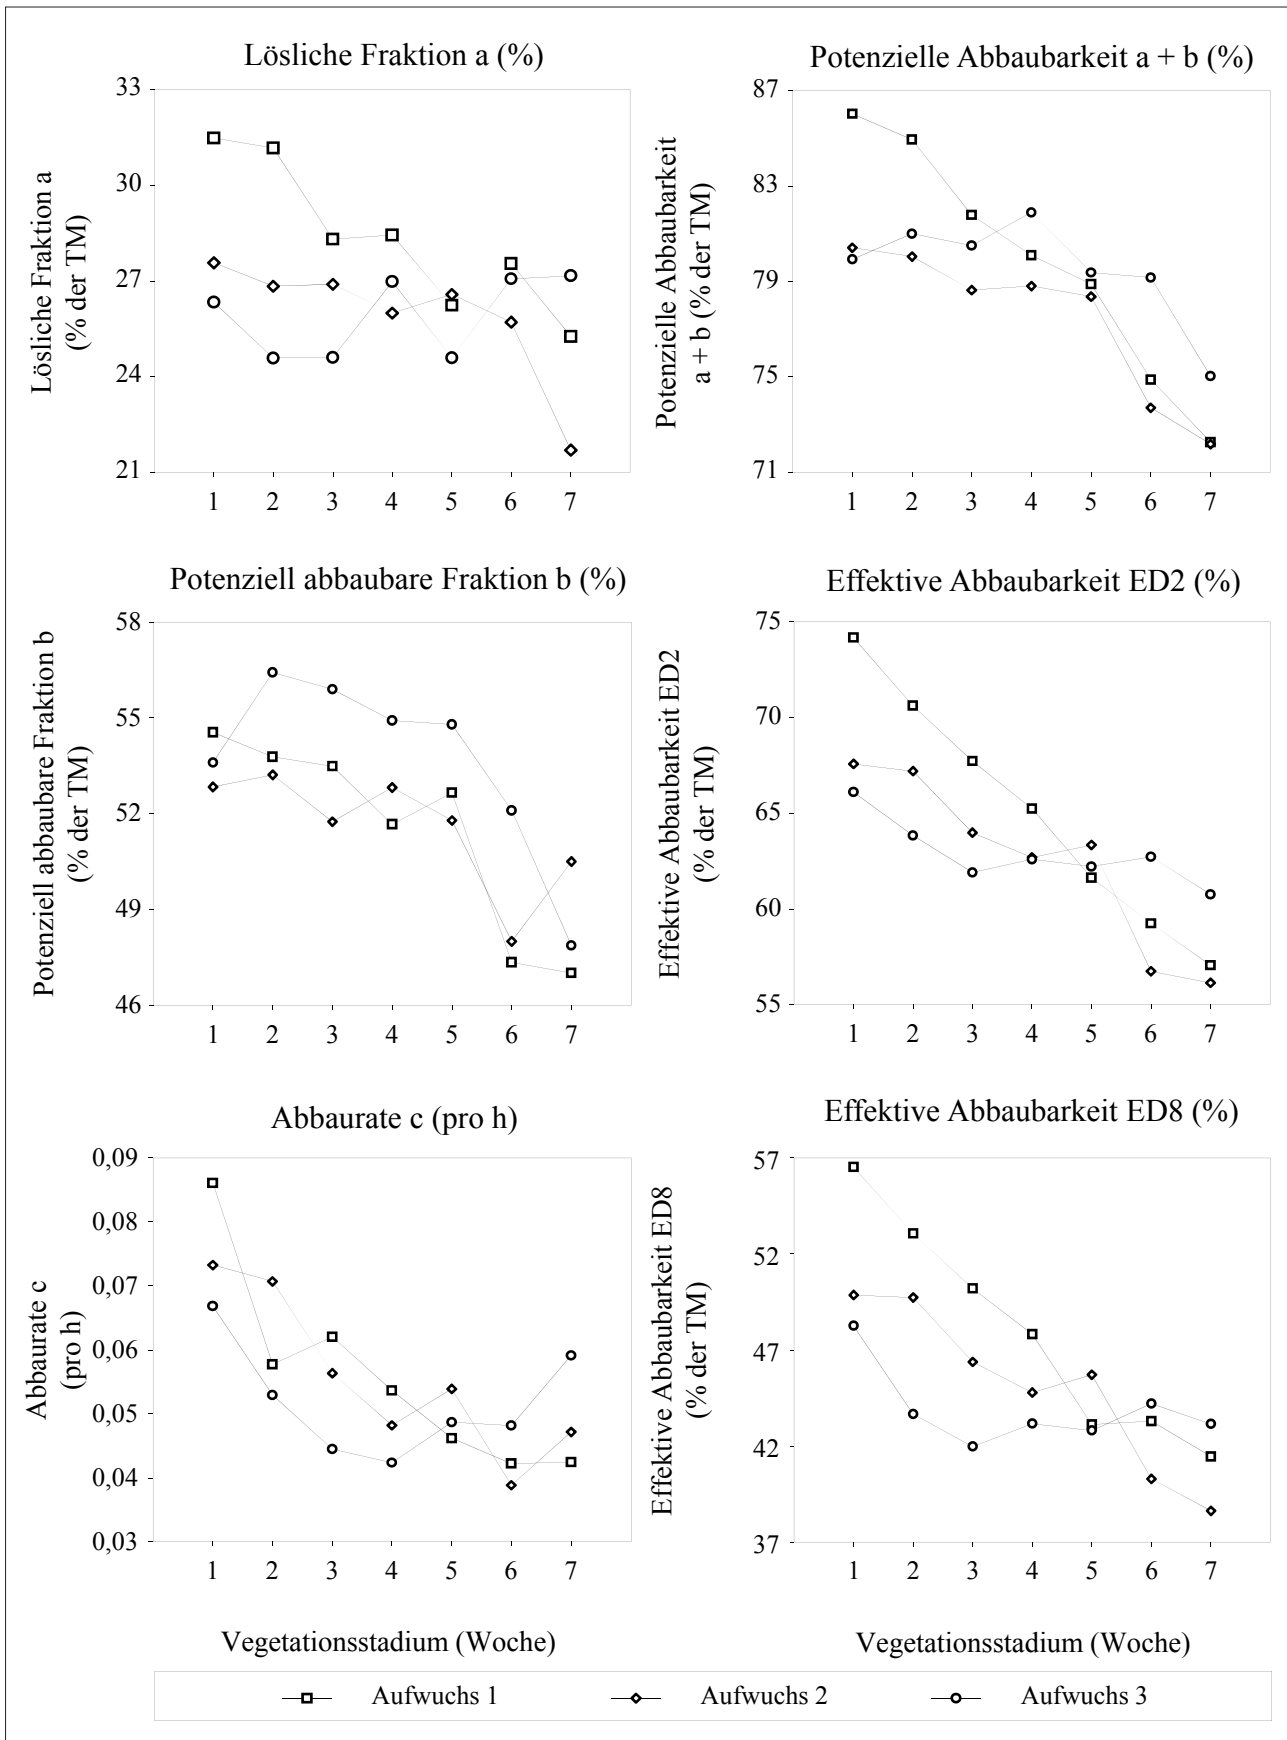 Lösliche Fraktion a (%)
Lösliche Fraktion a
(% der TM)
33
30
27
24
21
1 2 3 4 5 6 7
Potenzielle Abbaubarkeit a + b (%)
Potenzielle Abbaubarkeit
a + b (% der TM)
87
83
79
75
71
1 2 3 4 5 6 7
Potenziell abbaubare Fraktion b (%)
Potenziell abbaubare Fraktion b
(% der TM)
58
55
52
49
46
1 2 3 4 5 6 7
Effektive Abbaubarkeit ED2 (%)
Effektive Abbaubarkeit ED2
(% der TM)
75
70
65
60
55
1 2 3 4 5 6 7
Abbaurate c (pro h)
Abbaurate c
(pro h)
0,09
0,08
0,07
0,06
0,05
0,04
0,03
1 2 3 4 5 6 7
Vegetationsstadium (Woche)
Effektive Abbaubarkeit ED8 (%)
Effektive Abbaubarkeit ED8
(% der TM)
57
52
47
42
37
1 2 3 4 5 6 7
Vegetationsstadium (Woche)
Aufwuchs 1 Aufwuchs 2 Aufwuchs 3